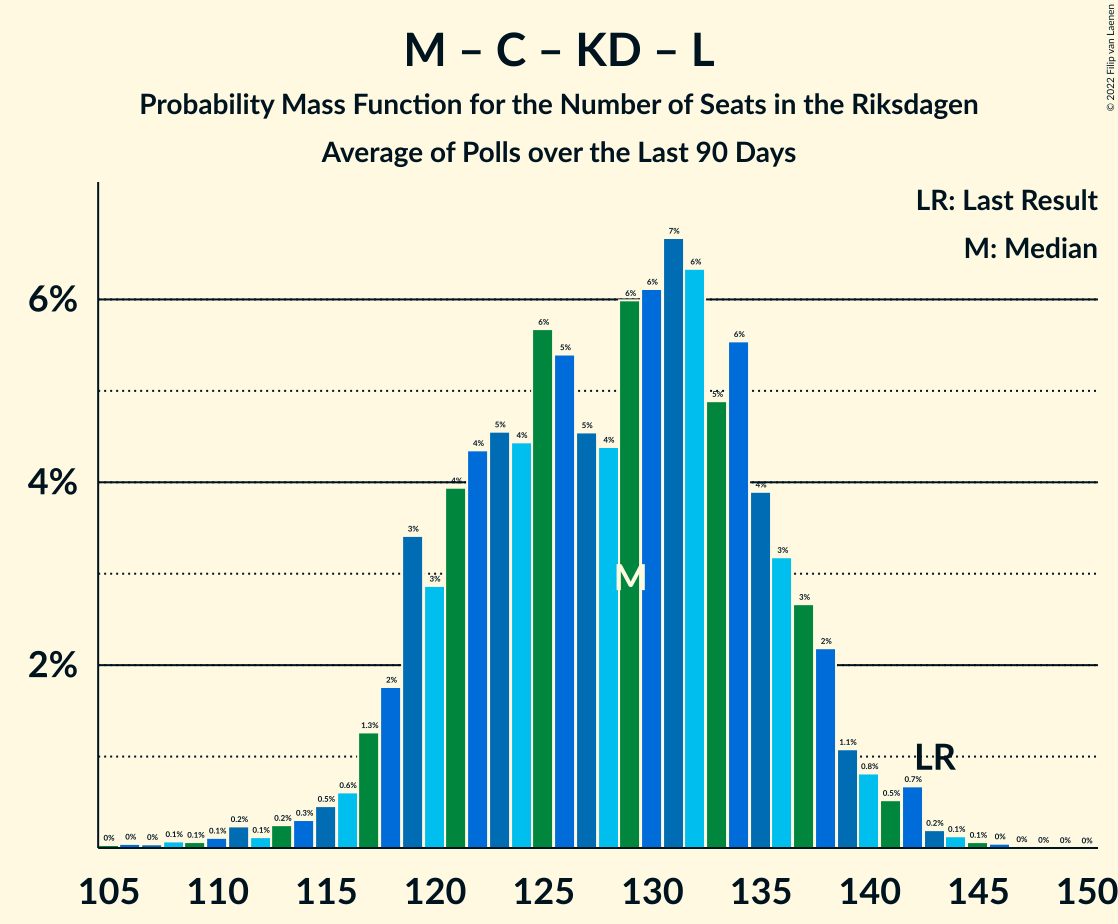 M – C – KD – L
Probability Mass Function for the Number of Seats in the Riksdagen
Average of Polls over the Last 90 Days
© 2022 Filip van Laenen
LR: Last Result
M: Median
6%
4%
2%
0% 0% 0% 0.1% 0.1% 0.1% 0.2% 0.1% 0.2% 0.3% 0.5% 0.6% 1.3% 2% 3% 3% 4% 4% 5% 4% 6% 5% 5% 4% 6% 6% 7% 6% 5% 6% 4% 3% 3% 2% 1.1% 0.8% 0.5% 0.7% 0.2% 0.1% 0.1% 0% 0% 0% 0% 0%
M
LR
105 110 115 120 125 130 135 140 145 150